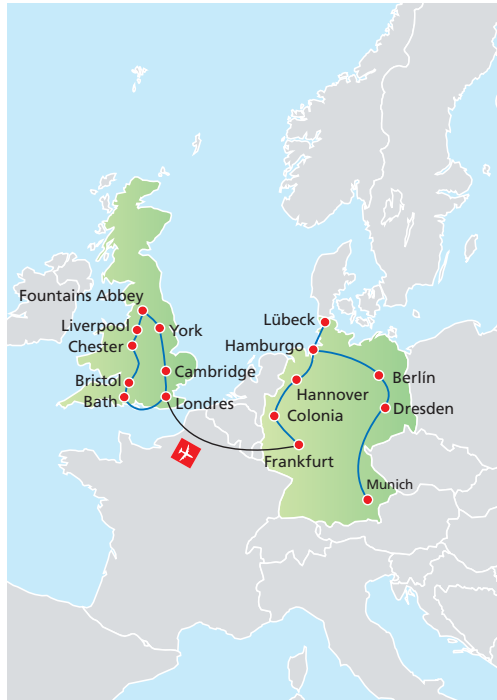 Fountains Abbey
Liverpool
York
Chester
Cambridge
Bristol
Bath
Londres
Lübeck
Hamburgo
Hannover
Berlín
Colonia
Dresden
Frankfurt
Munich